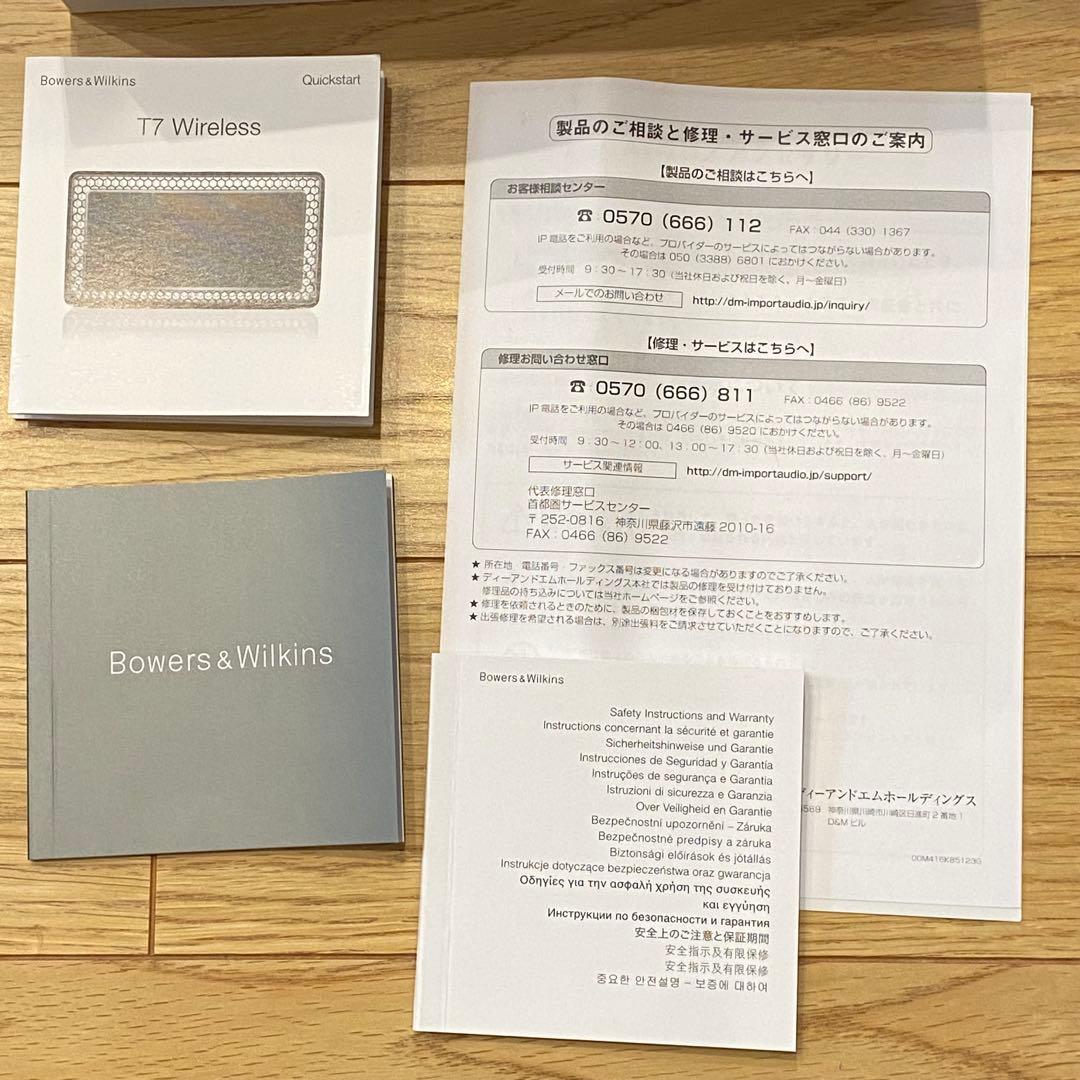 Bowers & Wilkins
Quickstart
T7 Wireless
製品のご相談と修理・サービス窓口のご案内
【製品のご相談はこちらへ】
お客様相談センター
☎ 0570 (666) 112 FAX : 044 (330) 1367
IP 電話をご利用の場合など、プロバイダーのサービスによってはつながらない場合があります。
その場合は 050 (3388) 6801 におかけください。
受付時間 9:30～17:30 (当社休日および祝日を除く、月～金曜日)
メールでのお問い合わせ http://dm-importaudio.jp/inquiry/
【修理・サービスはこちらへ】
修理お問い合わせ窓口
☎ 0570 (666) 811 FAX : 0466 (86) 9522
IP 電話をご利用の場合など、プロバイダーのサービスによってはつながらない場合があります。
その場合は 0466 (86) 9520 におかけください。
受付時間 9:30～12:00、13:00～17:30 (当社休日および祝日を除く、月～金曜日)
サービス関連情報 http://dm-importaudio.jp/support/
代表修理窓口
首都圏サービスセンター
〒252-0816 神奈川県藤沢市遠藤 2010-16
FAX : 0466 (86) 9522
★ 所在地・電話番号・ファックス番号は変更になる場合がありますのでご了承ください。
★ ディーアンドエムホールディングス本社では製品の修理を受け付けておりません。
修理品の持ち込みについては当社ホームページをご参照ください。
★ 修理を依頼されるときのために、製品の梱包材を保存しておくことをおすすめします。
★ 出張修理を希望される場合は、別途出張料をご請求させていただくことになりますので、ご了承ください。
ディーアンドエムホールディングス
8569 神奈川県川崎市川崎区日進町 2 番地 1
D&M ビル
00M416K85123G
Bowers & Wilkins
Bowers & Wilkins
Safety Instructions and Warranty
Instructions concernant la sécurité et garantie
Sicherheitshinweise und Garantie
Instrucciones de Seguridad y Garantía
Instruções de segurança e Garantia
Istruzioni di sicurezza e Garanzia
Over Veiligheid en Garantie
Bezpečnostní upozornění – Záruka
Bezpečnostné predpisy a záruka
Biztonsági előírások és jótállás
Instrukcje dotyczące bezpieczeństwa oraz gwarancja
Οδηγίες για την ασφαλή χρήση της συσκευής
και εγγύηση
Инструкции по безопасности и гарантия
安全上のご注意と保証期間
安全指示及有限保修
安全指示及有限保修
중요한 안전설명 – 보증에 대하여